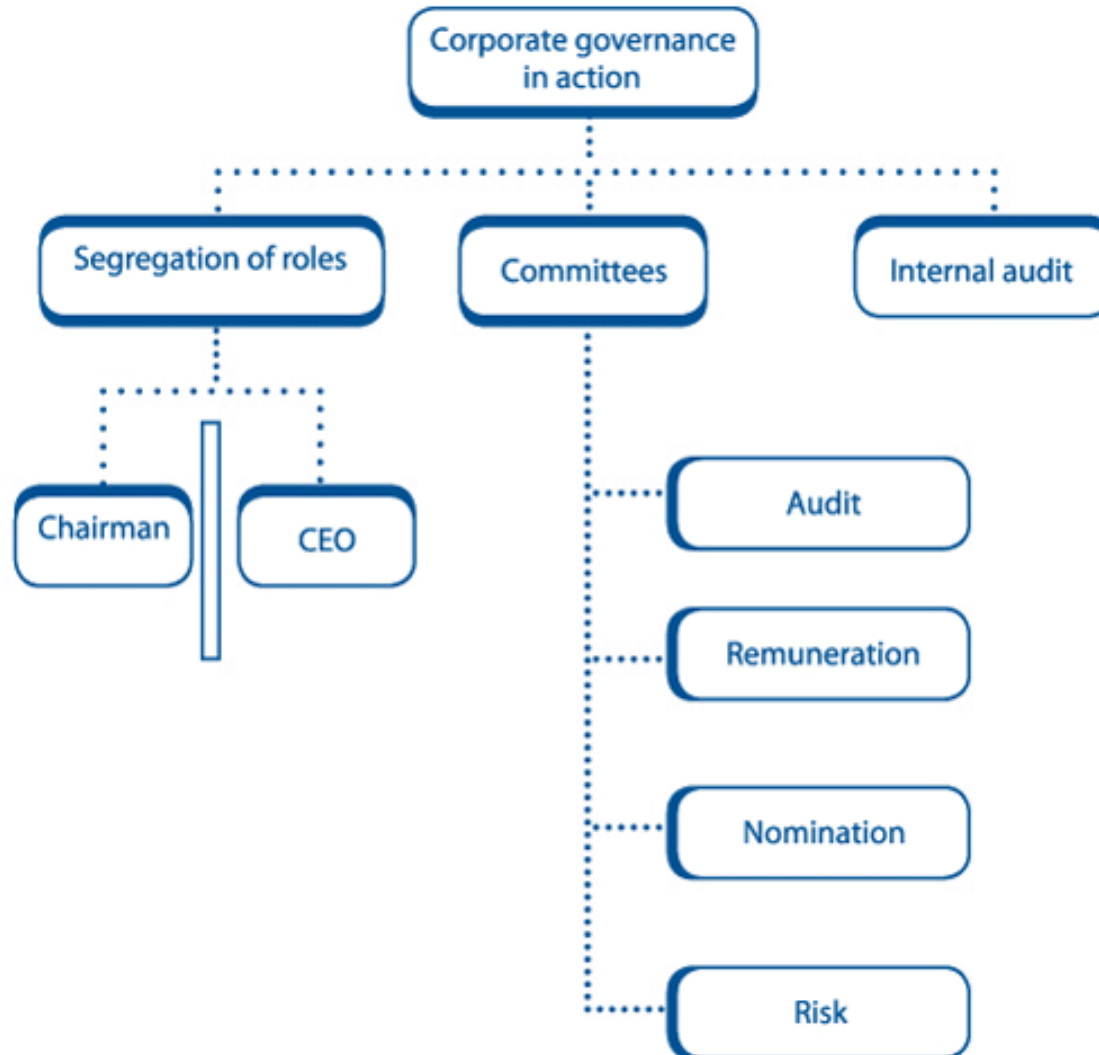 Corporate governance
in action
Segregation of roles
Committees
Internal audit
Chairman
CEO
Audit
Remuneration
Nomination
Risk